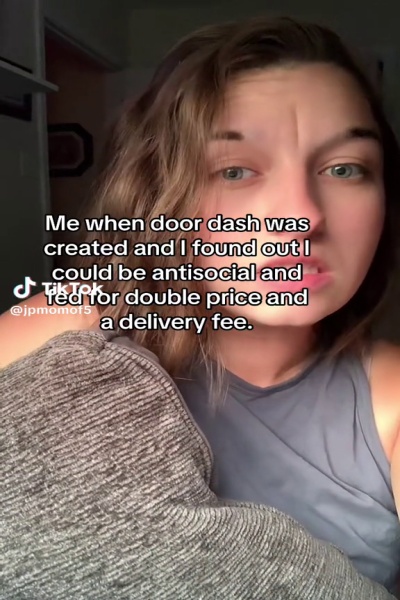 Me when door dash was
created and I found out I
could be antisocial and
fed for double price and
a delivery fee.
TikTok
@jpmomof5